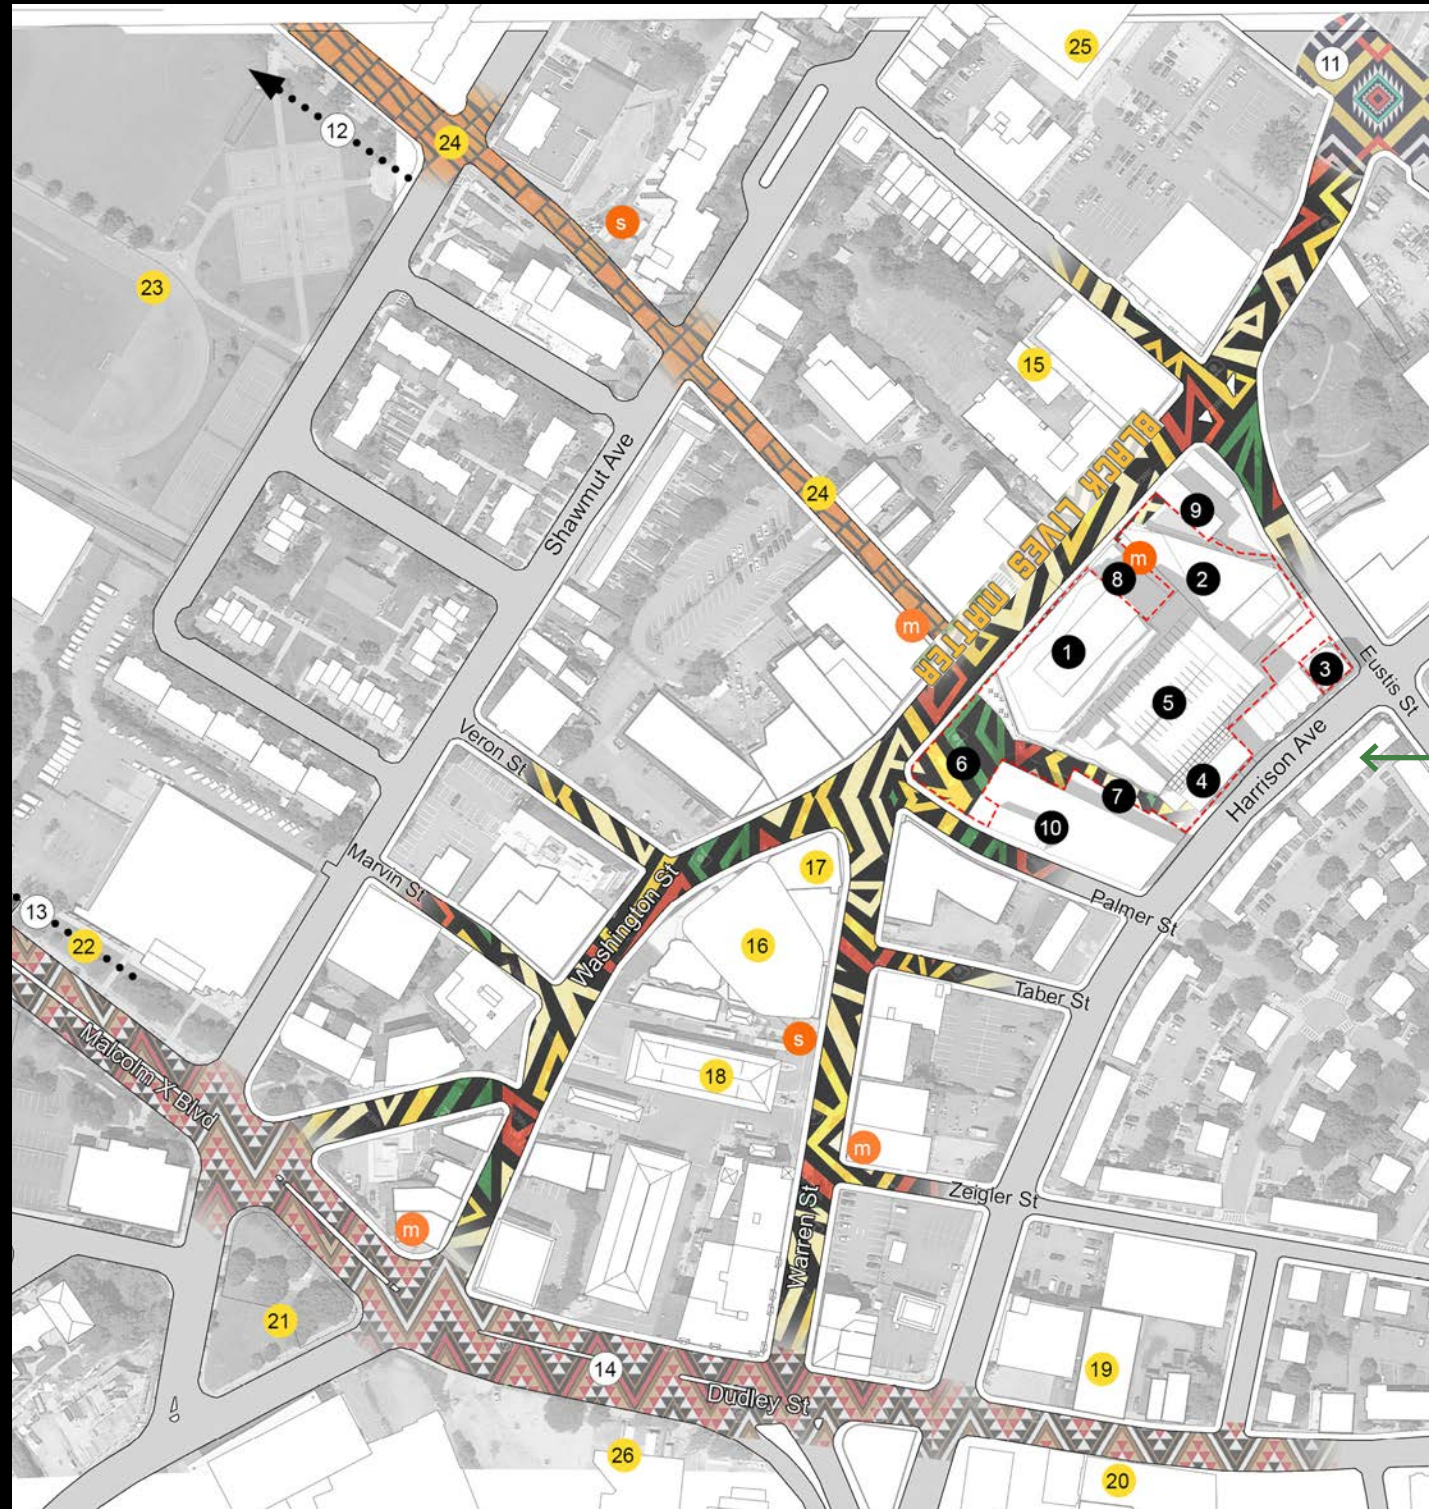 25
11
12
24
s
23
15
BLACK LIVES MATTER
Shawmut Ave
24
9
m
8
2
m
1
3
Eustis St
5
Veron St
6
7
4
Harrison Ave
10
Marvin St
17
Washington St
Palmer St
13
22
16
Taber St
Malcolm X Blvd
s
18
m
Zeigler St
m
Warren St
21
14
Dudley St
19
26
20